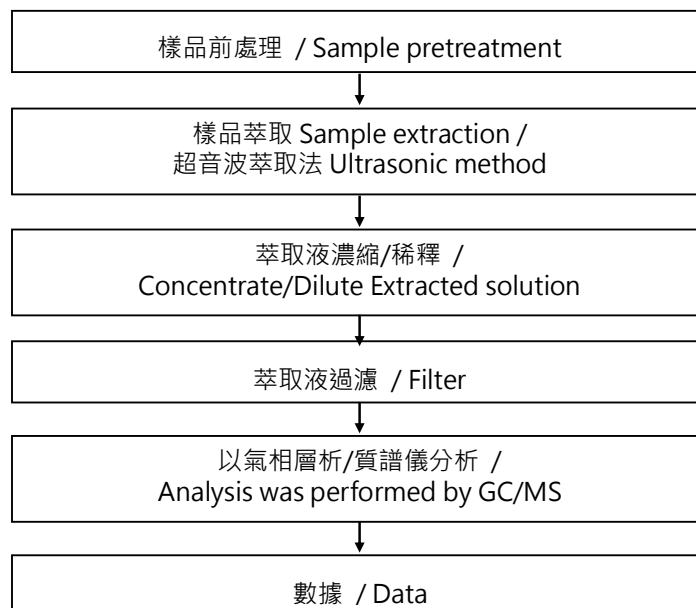 樣品前處理 / Sample pretreatment
樣品萃取 Sample extraction /
超音波萃取法 Ultrasonic method
萃取液濃縮/稀釋 /
Concentrate/Dilute Extracted solution
萃取液過濾 / Filter
以氣相層析/質譜儀分析 /
Analysis was performed by GC/MS
數據 / Data